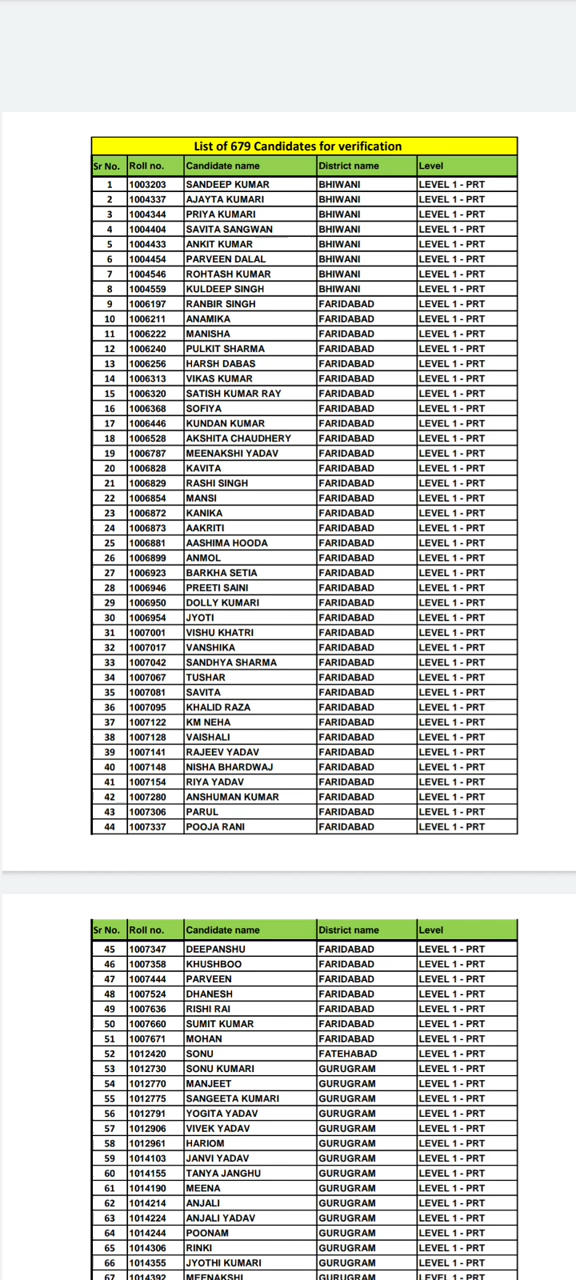 List of 679 Candidates for verification
Sr No. Roll no. Candidate name District name Level
1 1003203 SANDEEP KUMAR BHIWANI LEVEL 1 - PRT
2 1004337 AJAYTA KUMARI BHIWANI LEVEL 1 - PRT
3 1004344 PRIYA KUMARI BHIWANI LEVEL 1 - PRT
4 1004404 SAVITA SANGWAN BHIWANI LEVEL 1 - PRT
5 1004433 ANKIT KUMAR BHIWANI LEVEL 1 - PRT
6 1004454 PARVEEN DALAL BHIWANI LEVEL 1 - PRT
7 1004546 ROHTASH KUMAR BHIWANI LEVEL 1 - PRT
8 1004559 KULDEEP SINGH BHIWANI LEVEL 1 - PRT
9 1006197 RANBIR SINGH FARIDABAD LEVEL 1 - PRT
10 1006211 ANAMIKA FARIDABAD LEVEL 1 - PRT
11 1006222 MANISHA FARIDABAD LEVEL 1 - PRT
12 1006240 PULKIT SHARMA FARIDABAD LEVEL 1 - PRT
13 1006256 HARSH DABAS FARIDABAD LEVEL 1 - PRT
14 1006313 VIKAS KUMAR FARIDABAD LEVEL 1 - PRT
15 1006320 SATISH KUMAR RAY FARIDABAD LEVEL 1 - PRT
16 1006368 SOFIYA FARIDABAD LEVEL 1 - PRT
17 1006446 KUNDAN KUMAR FARIDABAD LEVEL 1 - PRT
18 1006528 AKSHITA CHAUDHERY FARIDABAD LEVEL 1 - PRT
19 1006787 MEENAKSHI YADAV FARIDABAD LEVEL 1 - PRT
20 1006828 KAVITA FARIDABAD LEVEL 1 - PRT
21 1006829 RASHI SINGH FARIDABAD LEVEL 1 - PRT
22 1006854 MANSI FARIDABAD LEVEL 1 - PRT
23 1006872 KANIKA FARIDABAD LEVEL 1 - PRT
24 1006873 AAKRITI FARIDABAD LEVEL 1 - PRT
25 1006881 AASHIMA HOODA FARIDABAD LEVEL 1 - PRT
26 1006899 ANMOL FARIDABAD LEVEL 1 - PRT
27 1006923 BARKHA SETIA FARIDABAD LEVEL 1 - PRT
28 1006946 PREETI SAINI FARIDABAD LEVEL 1 - PRT
29 1006950 DOLLY KUMARI FARIDABAD LEVEL 1 - PRT
30 1006954 JYOTI FARIDABAD LEVEL 1 - PRT
31 1007001 VISHU KHATRI FARIDABAD LEVEL 1 - PRT
32 1007017 VANSHIKA FARIDABAD LEVEL 1 - PRT
33 1007042 SANDHYA SHARMA FARIDABAD LEVEL 1 - PRT
34 1007067 TUSHAR FARIDABAD LEVEL 1 - PRT
35 1007081 SAVITA FARIDABAD LEVEL 1 - PRT
36 1007095 KHALID RAZA FARIDABAD LEVEL 1 - PRT
37 1007122 KM NEHA FARIDABAD LEVEL 1 - PRT
38 1007128 VAISHALI FARIDABAD LEVEL 1 - PRT
39 1007141 RAJEEV YADAV FARIDABAD LEVEL 1 - PRT
40 1007148 NISHA BHARDWAJ FARIDABAD LEVEL 1 - PRT
41 1007154 RIYA YADAV FARIDABAD LEVEL 1 - PRT
42 1007280 ANSHUMAN KUMAR FARIDABAD LEVEL 1 - PRT
43 1007306 PARUL FARIDABAD LEVEL 1 - PRT
44 1007337 POOJA RANI FARIDABAD LEVEL 1 - PRT
Sr No. Roll no. Candidate name District name Level
45 1007347 DEEPANSHU FARIDABAD LEVEL 1 - PRT
46 1007358 KHUSHBOO FARIDABAD LEVEL 1 - PRT
47 1007444 PARVEEN FARIDABAD LEVEL 1 - PRT
48 1007524 DHANESH FARIDABAD LEVEL 1 - PRT
49 1007636 RISHI RAI FARIDABAD LEVEL 1 - PRT
50 1007660 SUMIT KUMAR FARIDABAD LEVEL 1 - PRT
51 1007671 MOHAN FARIDABAD LEVEL 1 - PRT
52 1012420 SONU FATEHABAD LEVEL 1 - PRT
53 1012730 SONU KUMARI GURUGRAM LEVEL 1 - PRT
54 1012770 MANJEET GURUGRAM LEVEL 1 - PRT
55 1012775 SANGEETA KUMARI GURUGRAM LEVEL 1 - PRT
56 1012791 YOGITA YADAV GURUGRAM LEVEL 1 - PRT
57 1012906 VIVEK YADAV GURUGRAM LEVEL 1 - PRT
58 1012961 HARIOM GURUGRAM LEVEL 1 - PRT
59 1014103 JANVI YADAV GURUGRAM LEVEL 1 - PRT
60 1014155 TANYA JANGHU GURUGRAM LEVEL 1 - PRT
61 1014190 MEENA GURUGRAM LEVEL 1 - PRT
62 1014214 ANJALI GURUGRAM LEVEL 1 - PRT
63 1014224 ANJALI YADAV GURUGRAM LEVEL 1 - PRT
64 1014244 POONAM GURUGRAM LEVEL 1 - PRT
65 1014306 RINKI GURUGRAM LEVEL 1 - PRT
66 1014355 JYOTHI KUMARI GURUGRAM LEVEL 1 - PRT
67 1014392 MEENAKSHI GURUGRAM LEVEL 1 - PRT